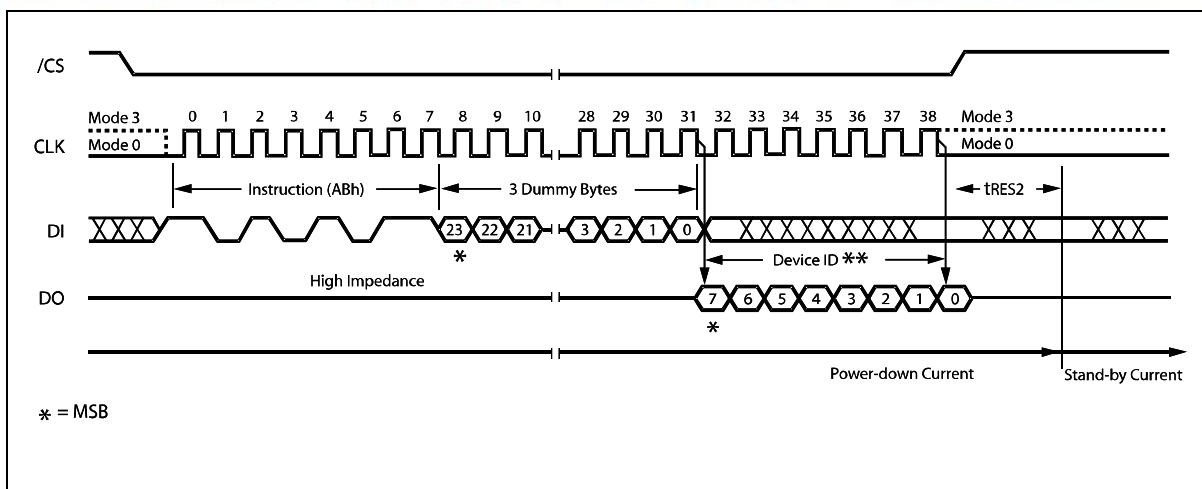 /CS
Mode 3 0 1 2 3 4 5 6 7 8 9 10 28 29 30 31 32 33 34 35 36 37 38 Mode 3
CLK Mode 0 Mode 0
Instruction (ABh) 3 Dummy Bytes tRES2
DI 23 22 21 3 2 1 0
* Device ID **
High Impedance
DO 7 6 5 4 3 2 1 0
*
Power-down Current Stand-by Current
* = MSB